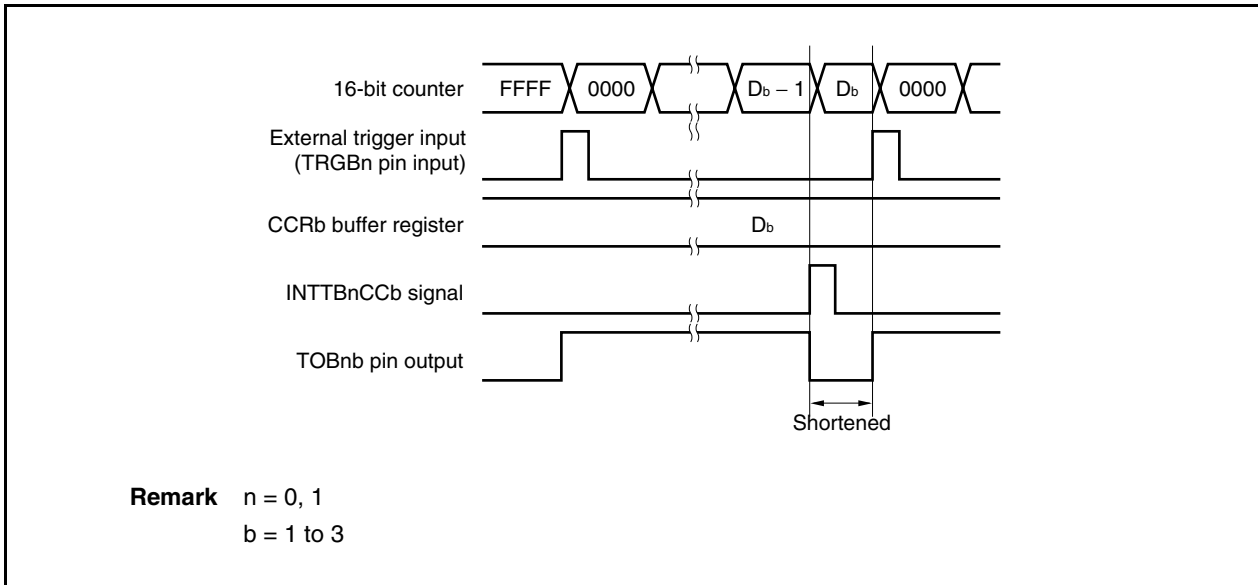 16-bit counter FFFF 0000 Db − 1 Db 0000
External trigger input
(TRGBn pin input)
CCRb buffer register Db
INTTBnCCb signal
TOBnb pin output
Shortened
Remark n = 0, 1
b = 1 to 3